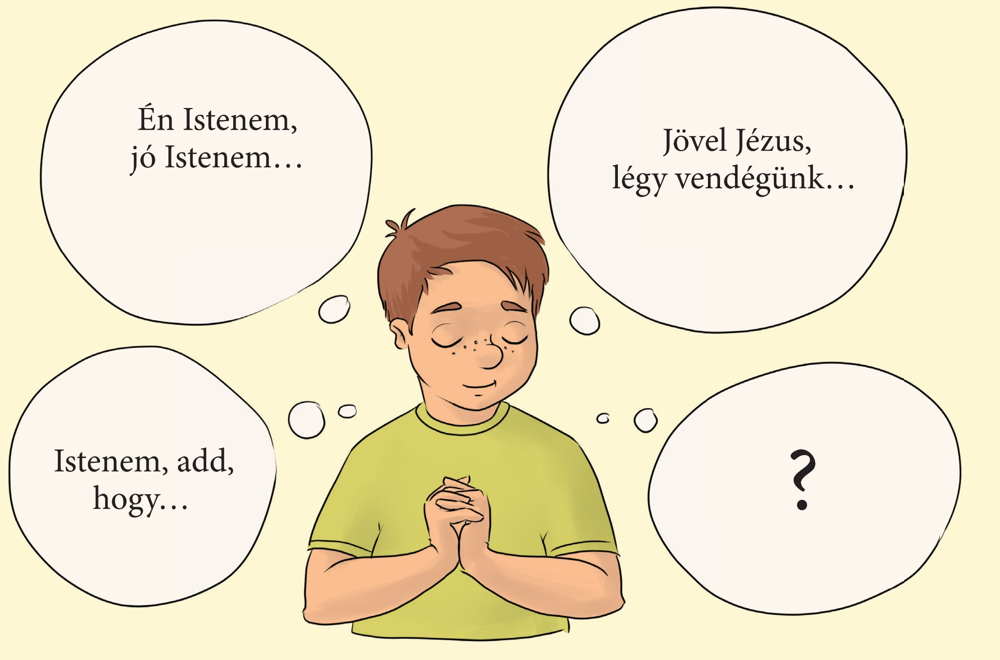 Én Istenem,
jó Istenem…
Jövel Jézus,
légy vendégünk…
Istenem, add,
hogy…
?